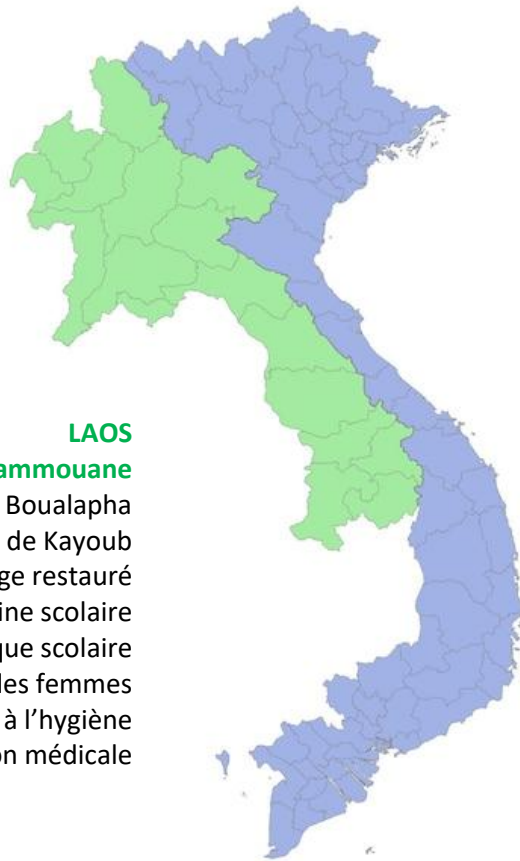 LAOS
ammouane
Boualapha
de Kayoub
ge restauré
ine scolaire
que scolaire
des femmes
à l’hygiène
on médicale